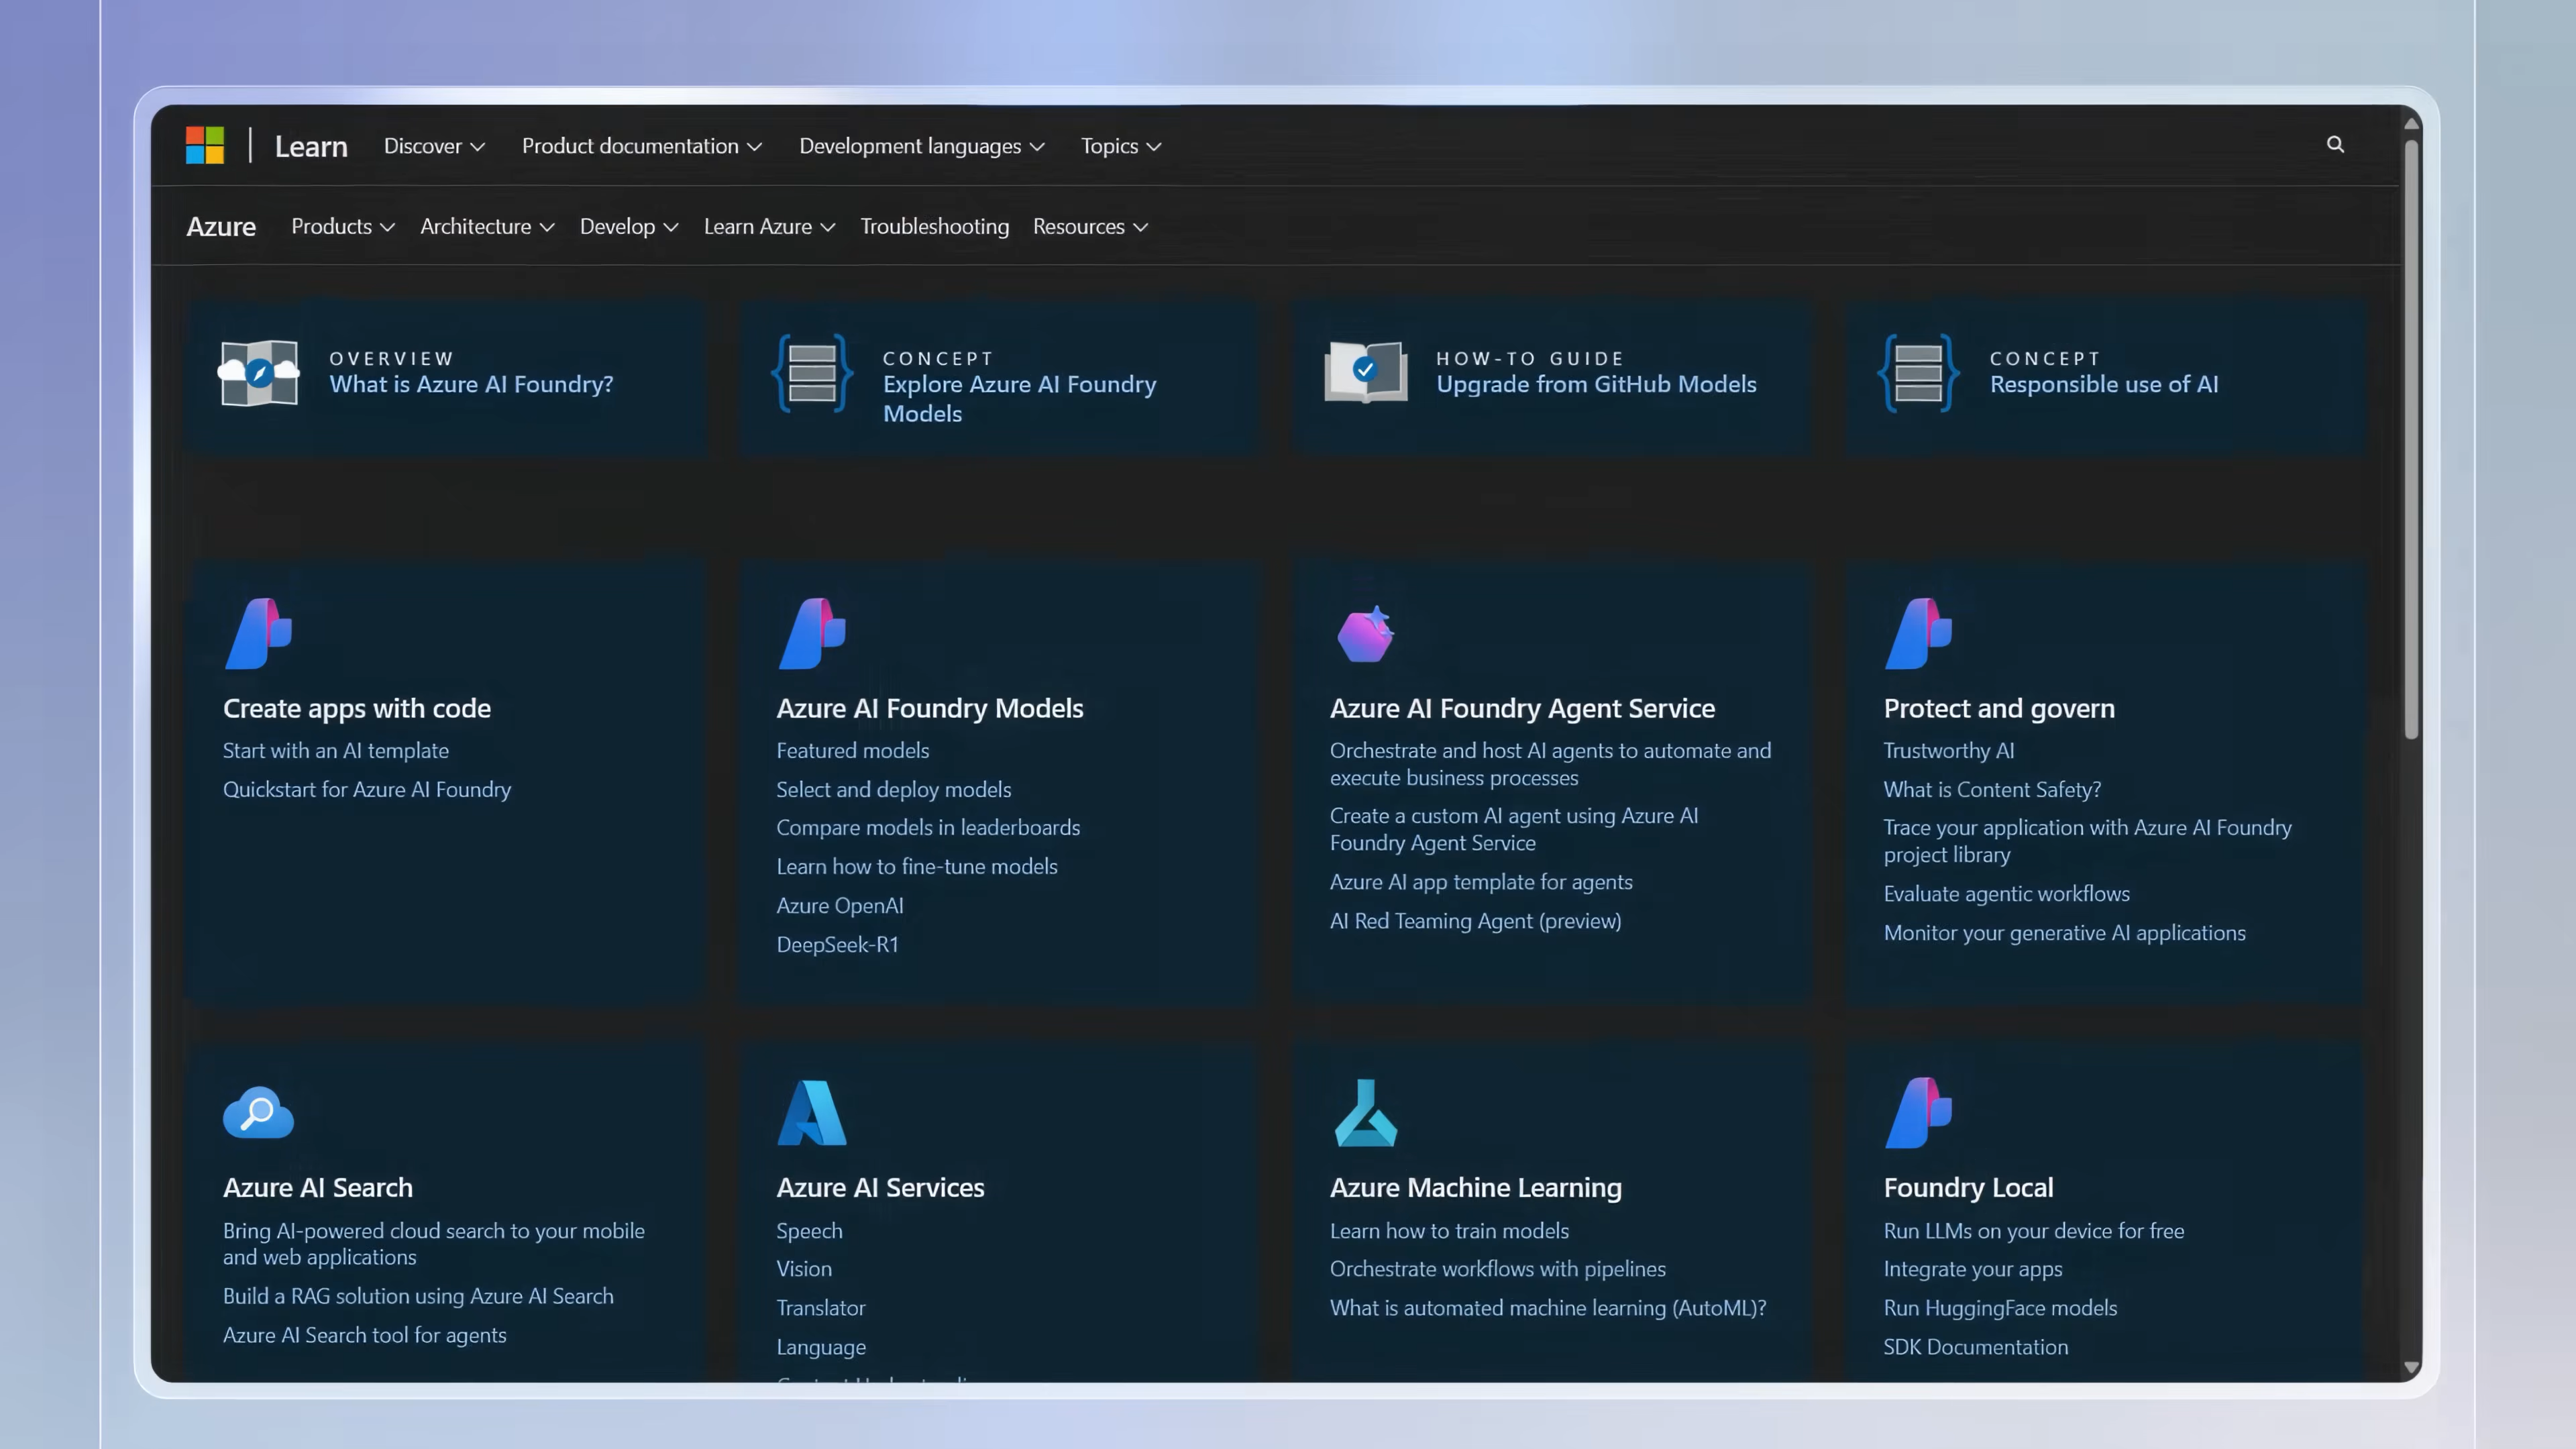 Learn Discover Product documentation Development languages Topics
Azure Products Architecture Develop Learn Azure Troubleshooting Resources
OVERVIEW
What is Azure AI Foundry?
CONCEPT
Explore Azure AI Foundry
Models
HOW-TO GUIDE
Upgrade from GitHub Models
CONCEPT
Responsible use of AI
Create apps with code
Start with an AI template
Quickstart for Azure AI Foundry
Azure AI Foundry Models
Featured models
Select and deploy models
Compare models in leaderboards
Learn how to fine-tune models
Azure OpenAI
DeepSeek-R1
Azure AI Foundry Agent Service
Orchestrate and host AI agents to automate and
execute business processes
Create a custom AI agent using Azure AI
Foundry Agent Service
Azure AI app template for agents
AI Red Teaming Agent (preview)
Protect and govern
Trustworthy AI
What is Content Safety?
Trace your application with Azure AI Foundry
project library
Evaluate agentic workflows
Monitor your generative AI applications
Azure AI Search
Bring AI-powered cloud search to your mobile
and web applications
Build a RAG solution using Azure AI Search
Azure AI Search tool for agents
Azure AI Services
Speech
Vision
Translator
Language
Azure Machine Learning
Learn how to train models
Orchestrate workflows with pipelines
What is automated machine learning (AutoML)?
Foundry Local
Run LLMs on your device for free
Integrate your apps
Run HuggingFace models
SDK Documentation